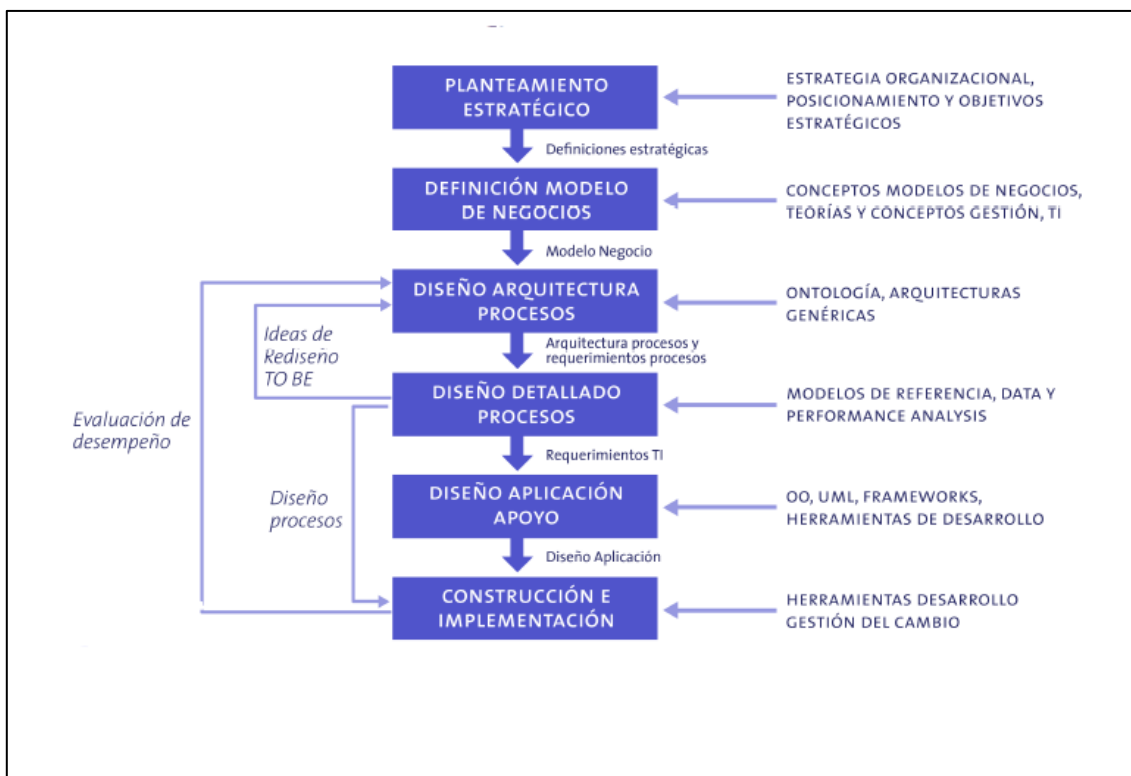 PLANTEAMIENTO
ESTRATÉGICO
ESTRATEGIA ORGANIZACIONAL,
POSICIONAMIENTO Y OBJETIVOS
ESTRATÉGICOS
Definiciones estratégicas
DEFINICIÓN MODELO
DE NEGOCIOS
CONCEPTOS MODELOS DE NEGOCIOS,
TEORÍAS Y CONCEPTOS GESTIÓN, TI
Modelo Negocio
DISEÑO ARQUITECTURA
PROCESOS
ONTOLOGÍA, ARQUITECTURAS
GENÉRICAS
Ideas de
Rediseño
TO BE
Arquitectura procesos y
requerimientos procesos
DISEÑO DETALLADO
PROCESOS
MODELOS DE REFERENCIA, DATA Y
PERFORMANCE ANALYSIS
Evaluación de
desempeño
Requerimientos TI
DISEÑO APLICACIÓN
APOYO
OO, UML, FRAMEWORKS,
HERRAMIENTAS DE DESARROLLO
Diseño
procesos
Diseño Aplicación
CONSTRUCCIÓN E
IMPLEMENTACIÓN
HERRAMIENTAS DESARROLLO
GESTIÓN DEL CAMBIO